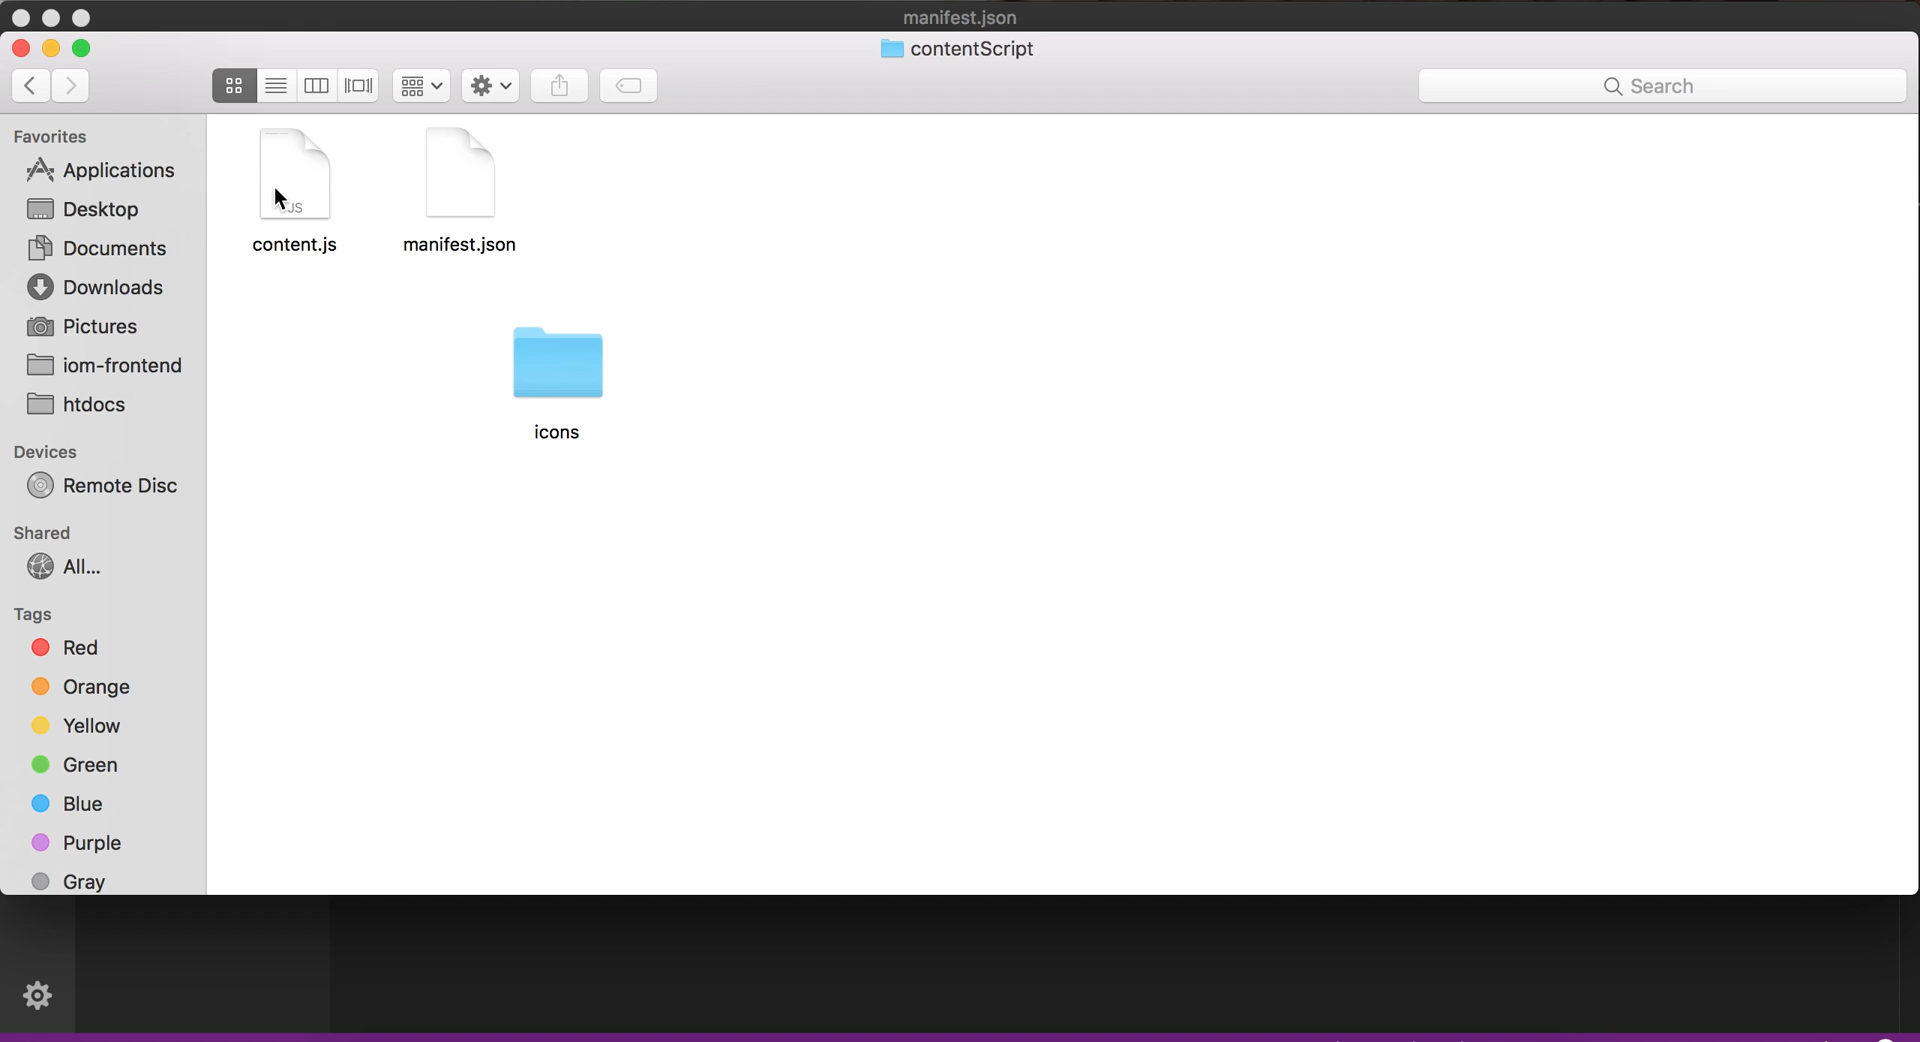 manifest.json
contentScript
Search
Favorites
Applications
Desktop
Documents
Downloads
Pictures
iom-frontend
htdocs
Devices
Remote Disc
Shared
All...
Tags
Red
Orange
Yellow
Green
Blue
Purple
Gray
JS
content.js
manifest.json
icons